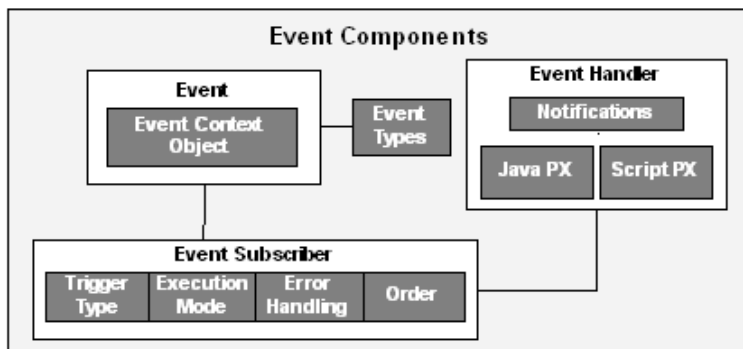 Event Components
Event
Event Context
Object
Event
Types
Event Handler
Notifications
Java PX
Script PX
Event Subscriber
Trigger
Type
Execution
Mode
Error
Handling
Order